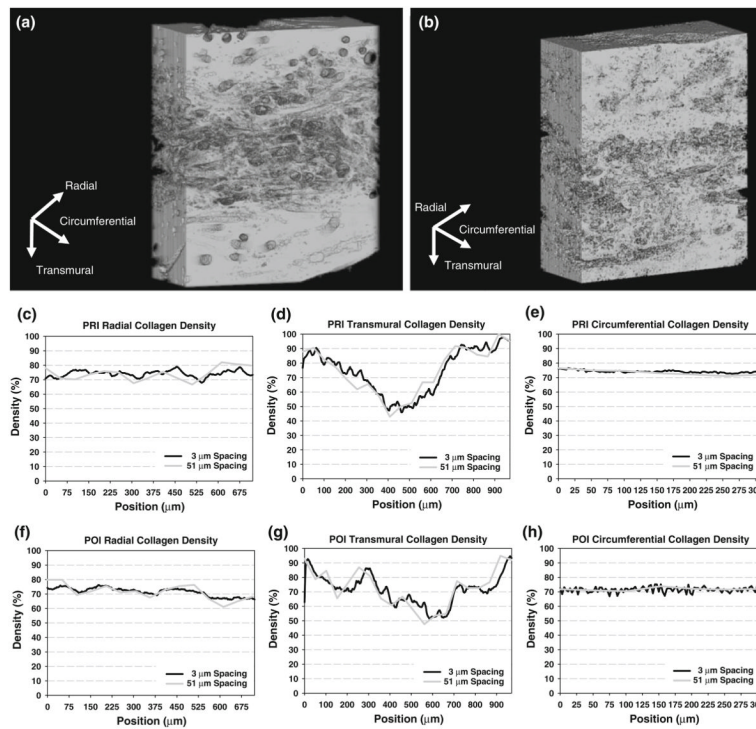 (a)
Radial
Circumferential
Transmural
(b)
Radial
Circumferential
Transmural
(c)
PRI Radial Collagen Density
100
90
80
70
60
50
40
30
20
10
0
Density (%)
3 μm Spacing
51 μm Spacing
0 75 150 225 300 375 450 525 600 675
Position (μm)
(d)
PRI Transmural Collagen Density
100
90
80
70
60
50
40
30
20
10
0
Density (%)
3 μm Spacing
51 μm Spacing
0 100 200 300 400 500 600 700 800 900
Position (μm)
(e)
PRI Circumferential Collagen Density
100
90
80
70
60
50
40
30
20
10
0
Density (%)
3 μm Spacing
51 μm Spacing
0 25 50 75 100 125 150 175 200 225 250 275 300
Position (μm)
(f)
POI Radial Collagen Density
100
90
80
70
60
50
40
30
20
10
0
Density (%)
3 μm Spacing
51 μm Spacing
0 75 150 225 300 375 450 525 600 675
Position (μm)
(g)
POI Transmural Collagen Density
100
90
80
70
60
50
40
30
20
10
0
Density (%)
3 μm Spacing
51 μm Spacing
0 100 200 300 400 500 600 700 800 900
Position (μm)
(h)
POI Circumferential Collagen Density
100
90
80
70
60
50
40
30
20
10
0
Density (%)
3 μm Spacing
51 μm Spacing
0 25 50 75 100 125 150 175 200 225 250 275 300
Position (μm)